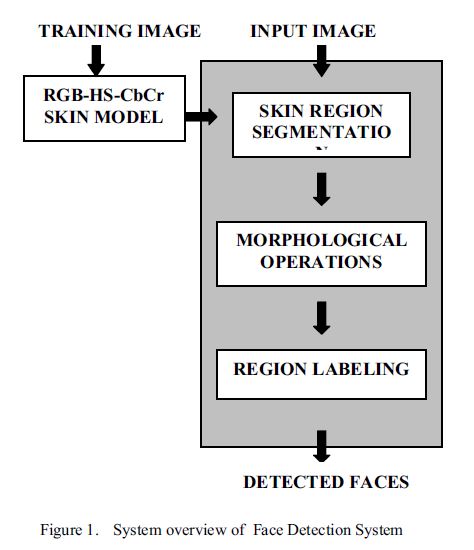 TRAINING IMAGE
INPUT IMAGE
RGB-HS-CbCr
SKIN MODEL
SKIN REGION
SEGMENTATIO
N
MORPHOLOGICAL
OPERATIONS
REGION LABELING
DETECTED FACES
Figure 1. System overview of Face Detection System